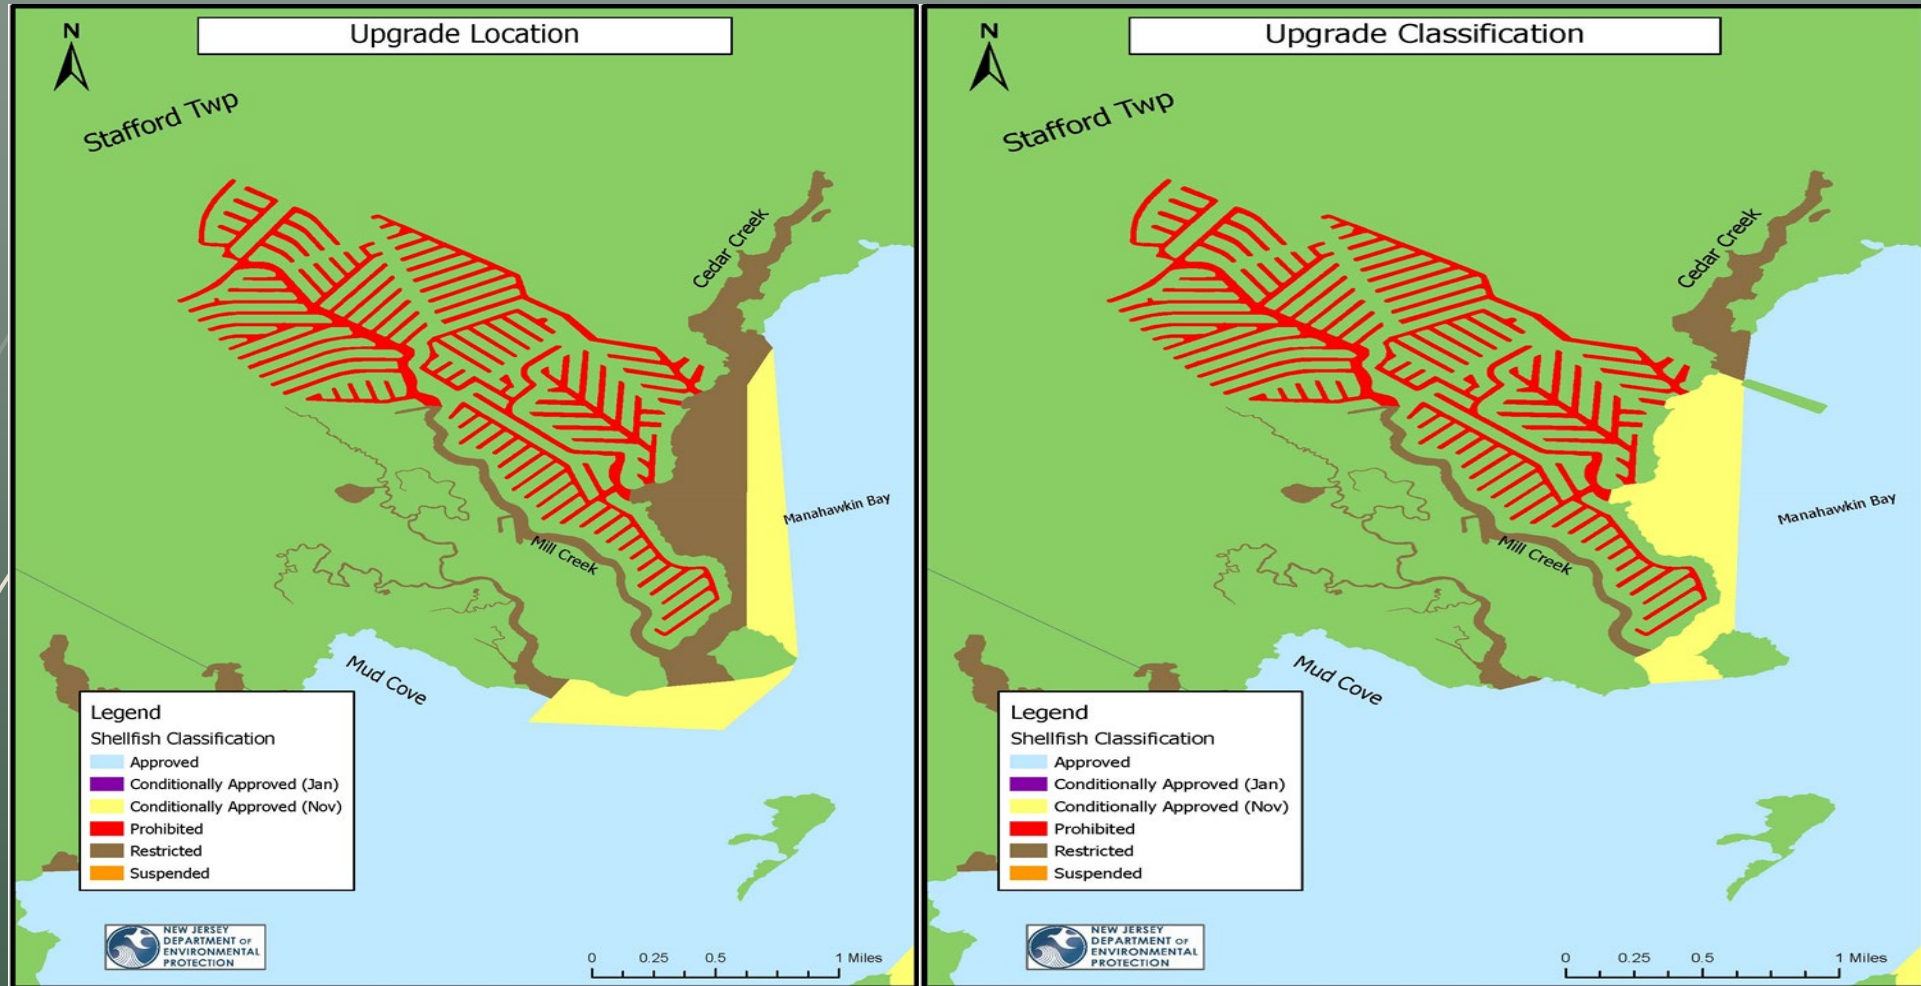 Upgrade Location
N
Stafford Twp
Cedar Creek
Manahawkin Bay
Mill Creek
Mud Cove
Legend
Shellfish Classification
Approved
Conditionally Approved (Jan)
Conditionally Approved (Nov)
Prohibited
Restricted
Suspended
NEW JERSEY
DEPARTMENT OF
ENVIRONMENTAL
PROTECTION
0 0.25 0.5 1 Miles
Upgrade Classification
N
Stafford Twp
Cedar Creek
Manahawkin Bay
Mill Creek
Mud Cove
Legend
Shellfish Classification
Approved
Conditionally Approved (Jan)
Conditionally Approved (Nov)
Prohibited
Restricted
Suspended
NEW JERSEY
DEPARTMENT OF
ENVIRONMENTAL
PROTECTION
0 0.25 0.5 1 Miles